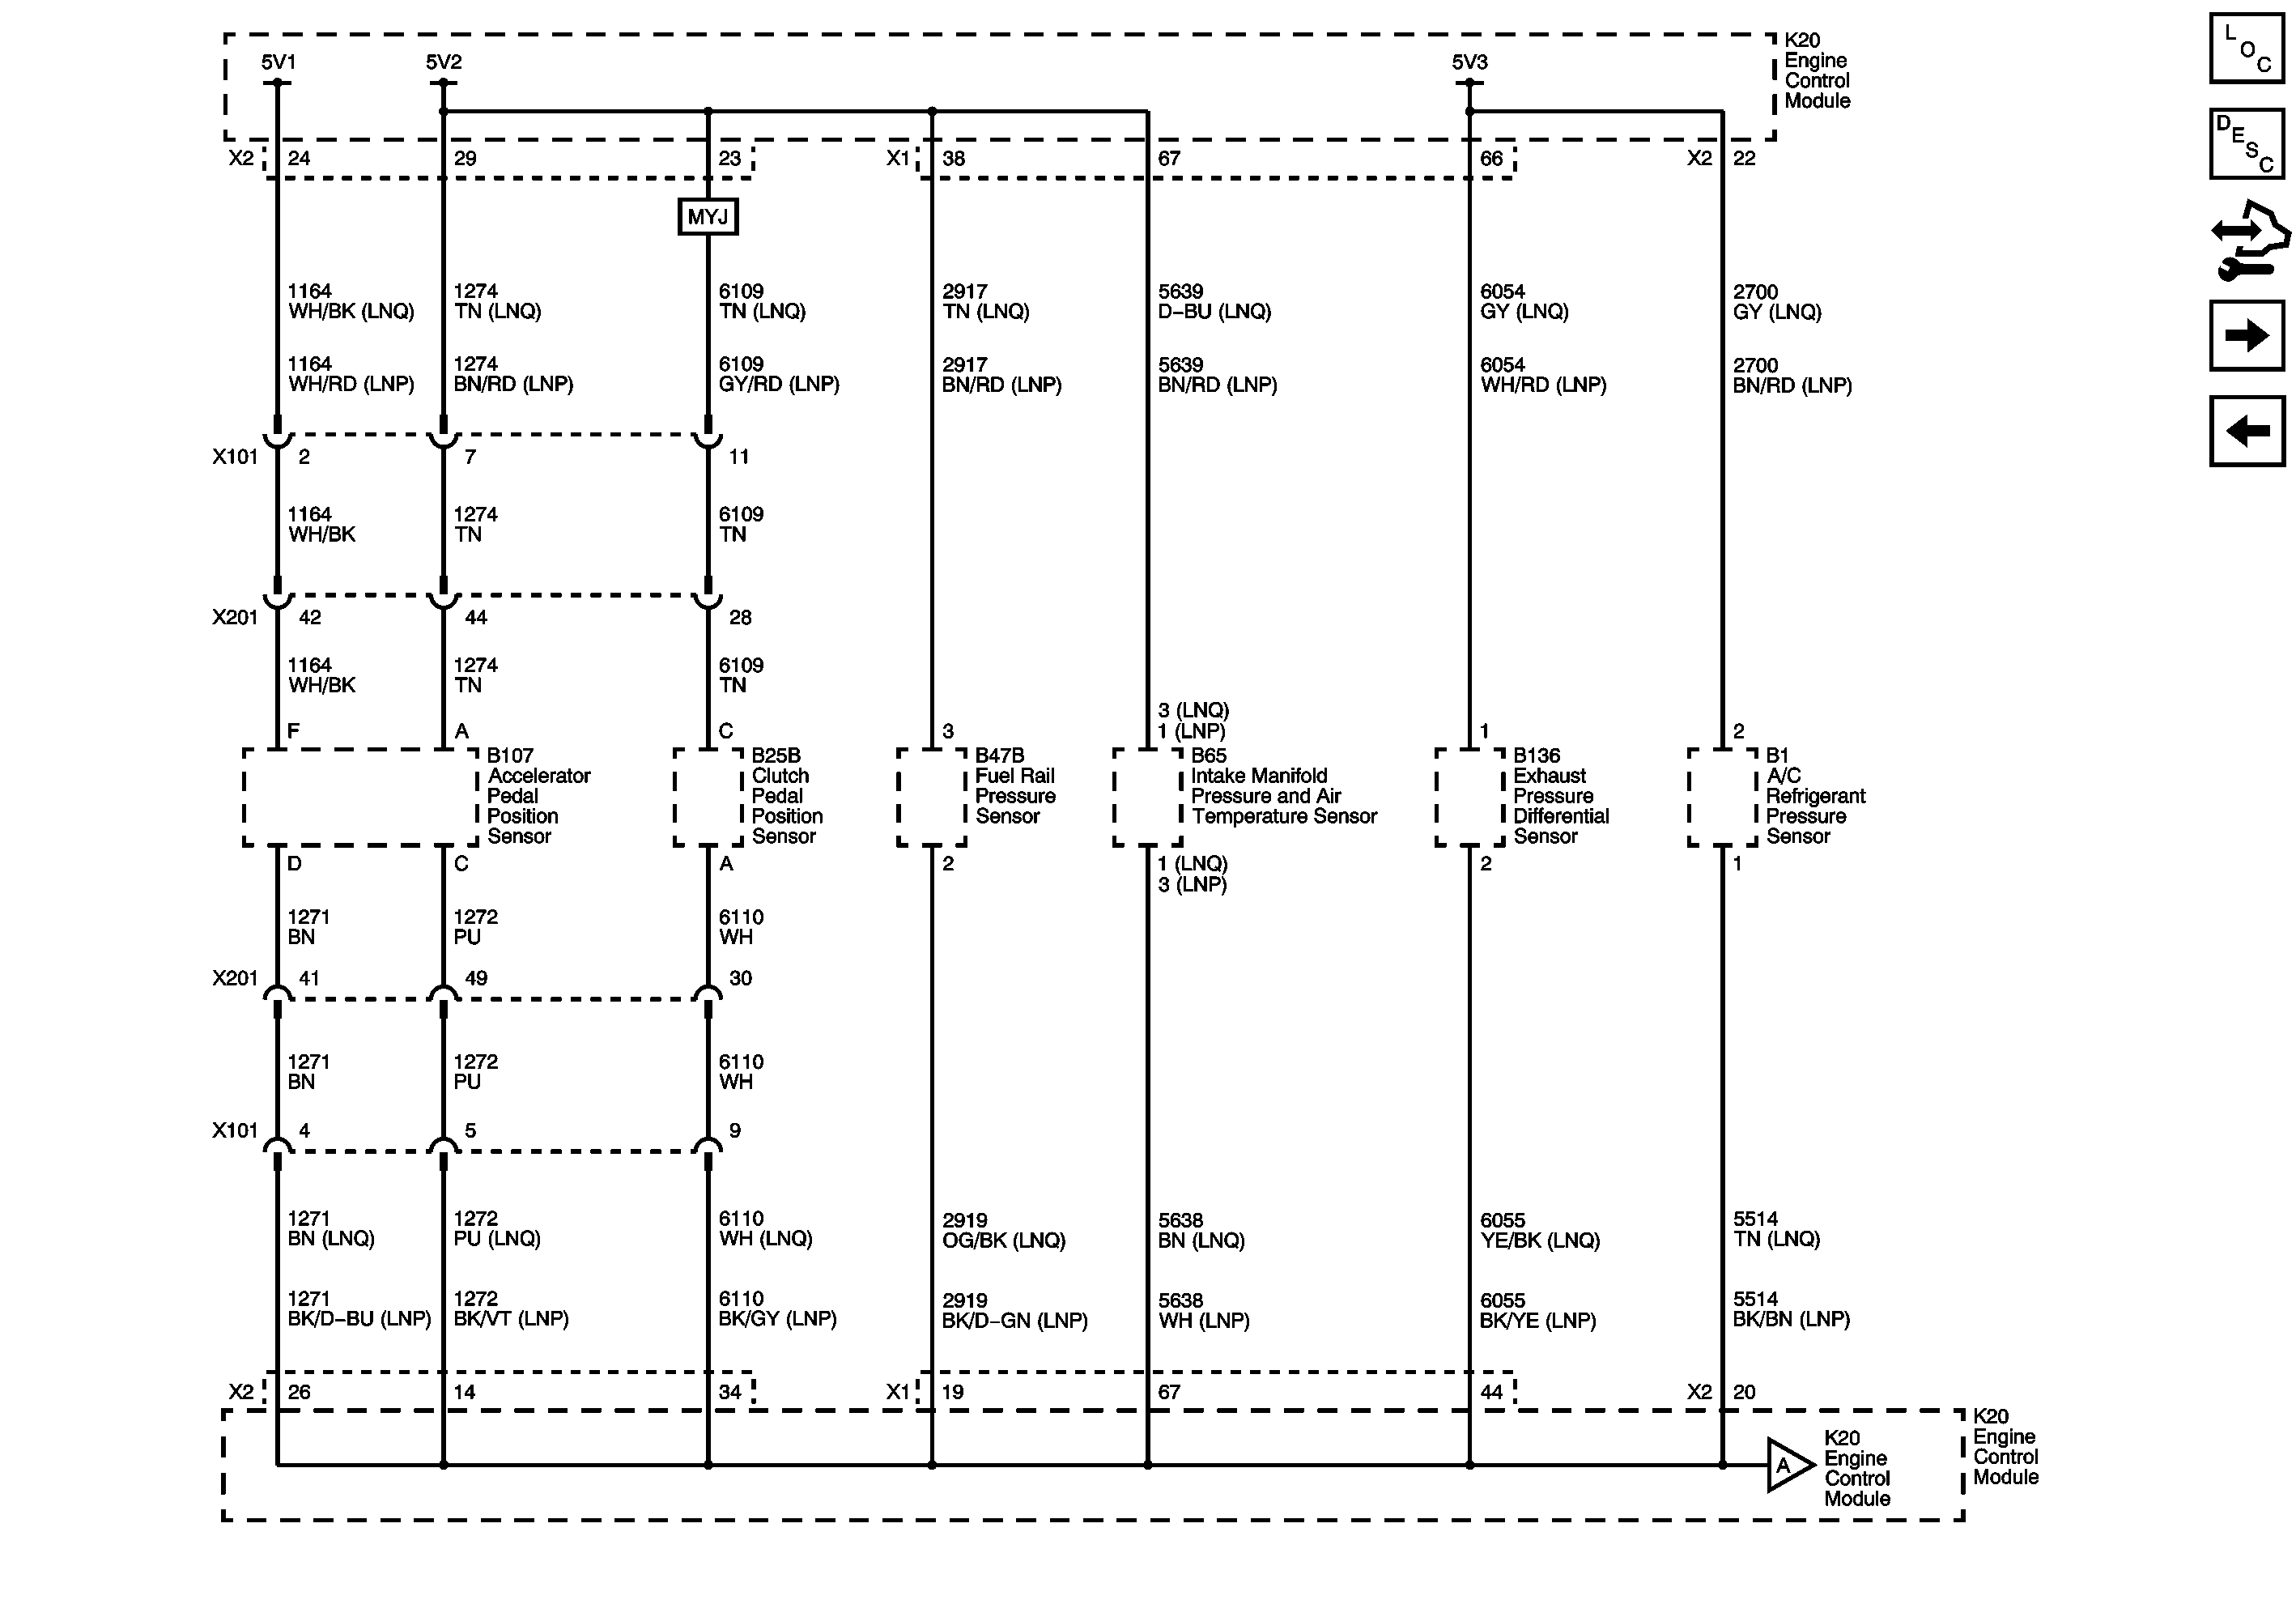 5V1 5V2 5V3
K20
Engine
Control
Module
L
O
C
D
E
S
C
X2 24 29 23 X1 38 67 66 X2 22
MYJ
1164
WH/BK (LNQ)
1274
TN (LNQ)
6109
TN (LNQ)
2917
TN (LNQ)
5639
D-BU (LNQ)
6054
GY (LNQ)
2700
GY (LNQ)
1164
WH/RD (LNP)
1274
BN/RD (LNP)
6109
GY/RD (LNP)
2917
BN/RD (LNP)
5639
BN/RD (LNP)
6054
WH/RD (LNP)
2700
BN/RD (LNP)
X101 2 7 11
1164
WH/BK
1274
TN
6109
TN
X201 42 44 28
1164
WH/BK
1274
TN
6109
TN
3 (LNQ)
F A C 3 1 (LNP) 1 2
B107
Accelerator
Pedal
Position
Sensor
B25B
Clutch
Pedal
Position
Sensor
B47B
Fuel Rail
Pressure
Sensor
B65
Intake Manifold
Pressure and Air
Temperature Sensor
B136
Exhaust
Pressure
Differential
Sensor
B1
A/C
Refrigerant
Pressure
Sensor
D C A 2 1 (LNQ) 2 1
3 (LNP)
1271
BN
1272
PU
6110
WH
X201 41 49 30
1271
BN
1272
PU
6110
WH
X101 4 5 9
1271
BN (LNQ)
1272
PU (LNQ)
6110
WH (LNQ)
2919
OG/BK (LNQ)
5638
BN (LNQ)
6055
YE/BK (LNQ)
5514
TN (LNQ)
1271
BK/D-BU (LNP)
1272
BK/VT (LNP)
6110
BK/GY (LNP)
2919
BK/D-GN (LNP)
5638
WH (LNP)
6055
BK/YE (LNP)
5514
BK/BN (LNP)
X2 26 14 34 X1 19 67 44 X2 20
A
K20
Engine
Control
Module
K20
Engine
Control
Module